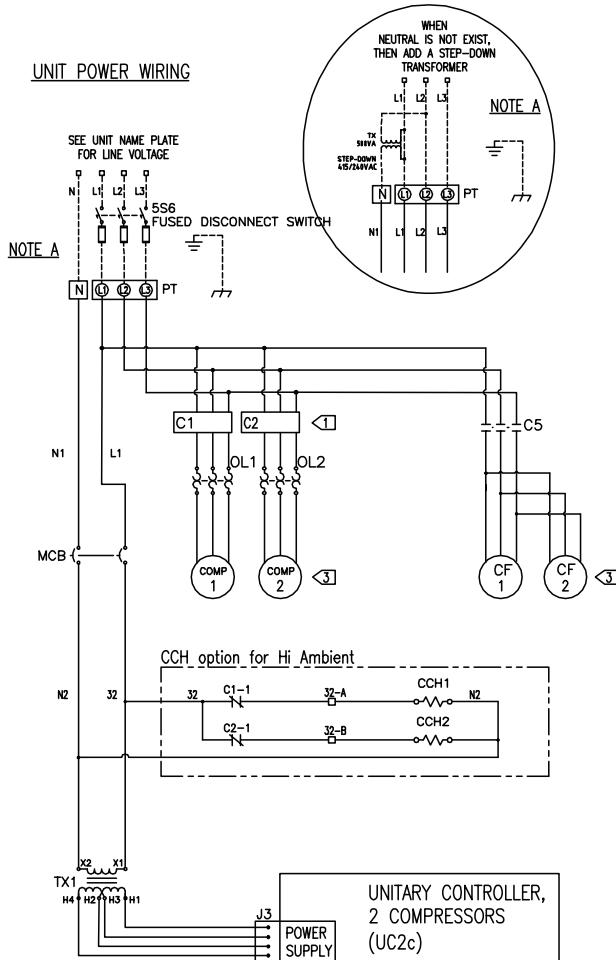 UNIT POWER WIRING
WHEN
NEUTRAL IS NOT EXIST,
THEN ADD A STEP-DOWN
TRANSFORMER
L1 L2 L3
NOTE A
TX
500VA
STEP-DOWN
415/240VAC
N L1 L2 L3 PT
N1 L1 L2 L3
SEE UNIT NAME PLATE
FOR LINE VOLTAGE
N L1 L2 L3
5S6
FUSED DISCONNECT SWITCH
NOTE A
N L1 L2 L3 PT
C1 C2 1 C5
N1 L1 OL1 OL2
MCB
COMP
1
COMP
2
3
CF
1
CF
2
3
CCH option for Hi Ambient
N2 32 32 C1-1 32-A CCH1 N2
C2-1 32-B CCH2
X2 X1
TX1
H4 H2 H3 H1
J3
POWER
SUPPLY
UNITARY CONTROLLER,
2 COMPRESSORS
(UC2c)